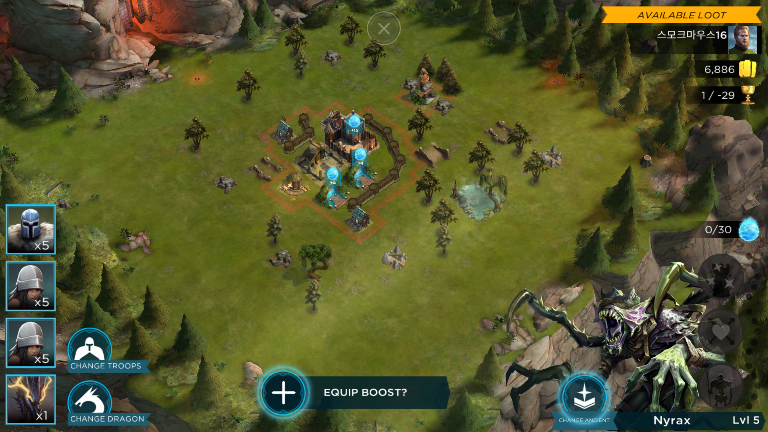 AVAILABLE LOOT
스모크마우스16
6,886
1 / -29
0/30
x5
x5
x5
x1
CHANGE TROOPS
CHANGE DRAGON
EQUIP BOOST?
CHANGE ANCIENT
Nyrax Lvl 5